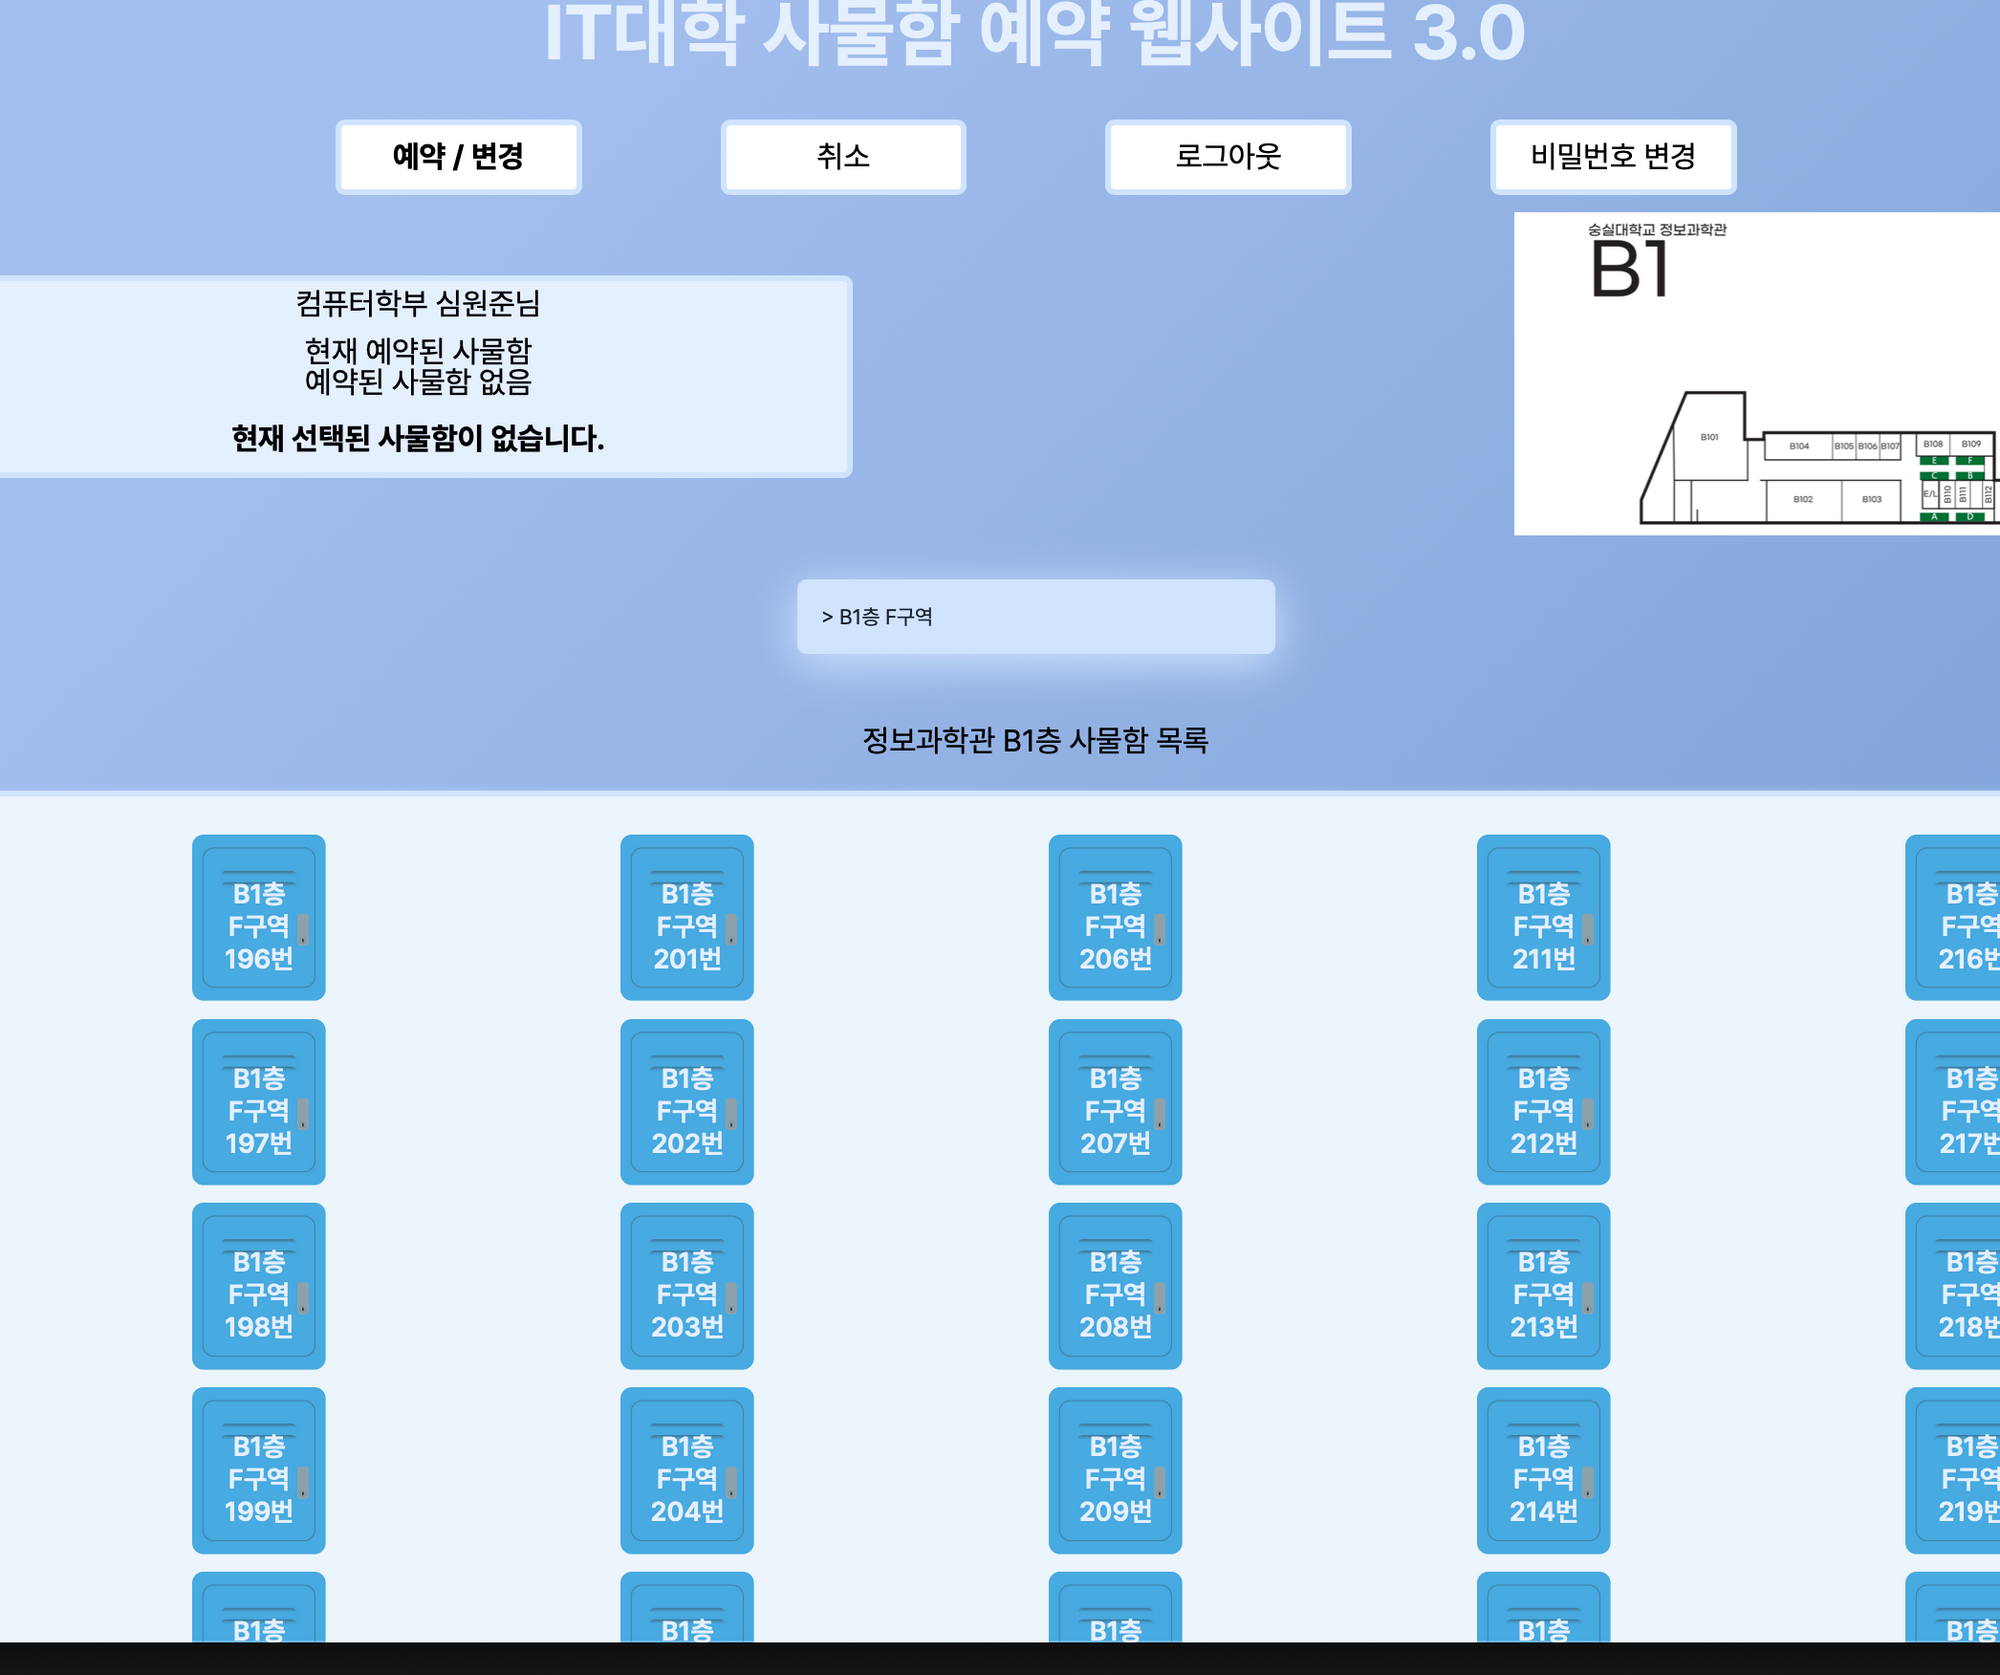 IT대학 사물함 예약 웹사이트 3.0
예약 / 변경
취소
로그아웃
비밀번호 변경
컴퓨터학부 심원준님
현재 예약된 사물함
예약된 사물함 없음
현재 선택된 사물함이 없습니다.
숭실대학교 정보과학관
B1
B101
B104
B105
B106
B107
B108
B109
E
F
C
B
B102
B103
E/L
B110
B111
B112
A
D
> B1층 F구역
정보과학관 B1층 사물함 목록
B1층
F구역
196번
B1층
F구역
201번
B1층
F구역
206번
B1층
F구역
211번
B1층
F구역
216번
B1층
F구역
197번
B1층
F구역
202번
B1층
F구역
207번
B1층
F구역
212번
B1층
F구역
217번
B1층
F구역
198번
B1층
F구역
203번
B1층
F구역
208번
B1층
F구역
213번
B1층
F구역
218번
B1층
F구역
199번
B1층
F구역
204번
B1층
F구역
209번
B1층
F구역
214번
B1층
F구역
219번
B1층
B1층
B1층
B1층
B1층